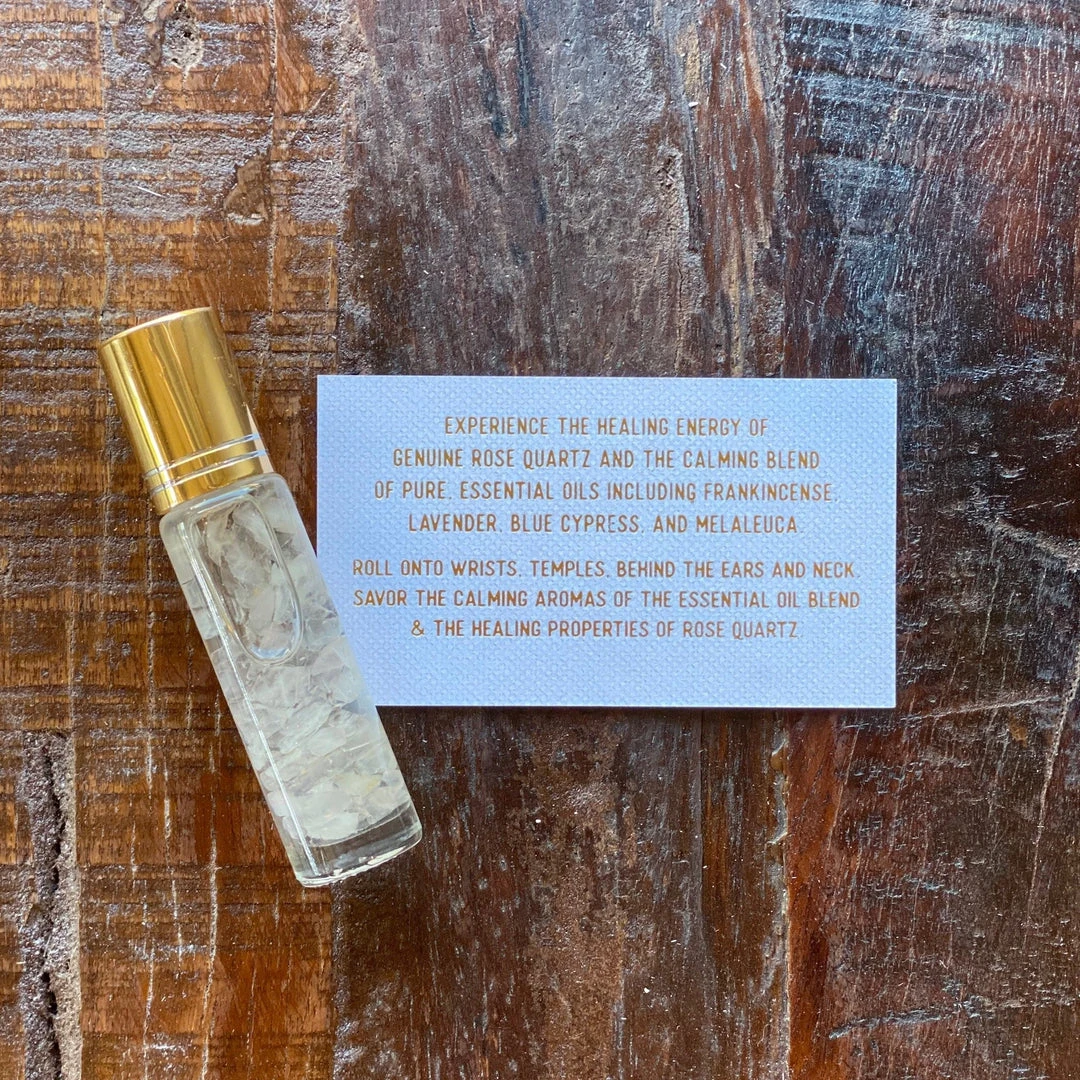 EXPERIENCE THE HEALING ENERGY OF
GENUINE ROSE QUARTZ AND THE CALMING BLEND
OF PURE, ESSENTIAL OILS INCLUDING FRANKINCENSE,
LAVENDER, BLUE CYPRESS, AND MELALEUCA.
ROLL ONTO WRISTS, TEMPLES, BEHIND THE EARS AND NECK.
SAVOR THE CALMING AROMAS OF THE ESSENTIAL OIL BLEND
& THE HEALING PROPERTIES OF ROSE QUARTZ.